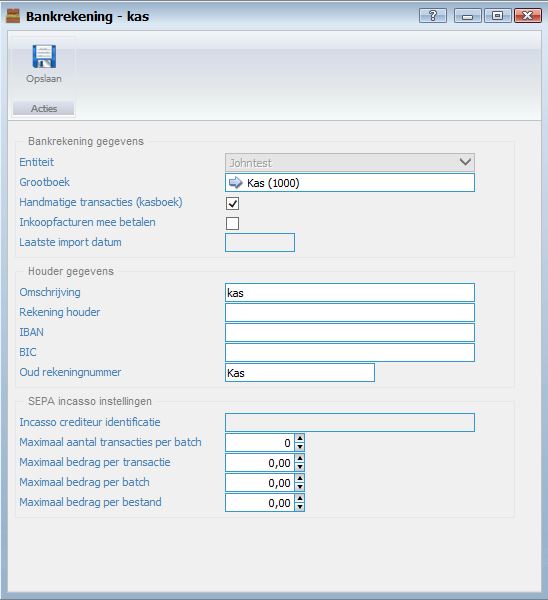 Bankrekening - kas
Opslaan
Acties
Bankrekening gegevens
Entiteit Johntest
Grootboek Kas (1000)
Handmatige transacties (kasboek)
Inkoopfacturen mee betalen
Laatste import datum
Houder gegevens
Omschrijving kas
Rekening houder
IBAN
BIC
Oud rekeningnummer Kas
SEPA incasso instellingen
Incasso crediteur identificatie
Maximaal aantal transacties per batch 0
Maximaal bedrag per transactie 0,00
Maximaal bedrag per batch 0,00
Maximaal bedrag per bestand 0,00